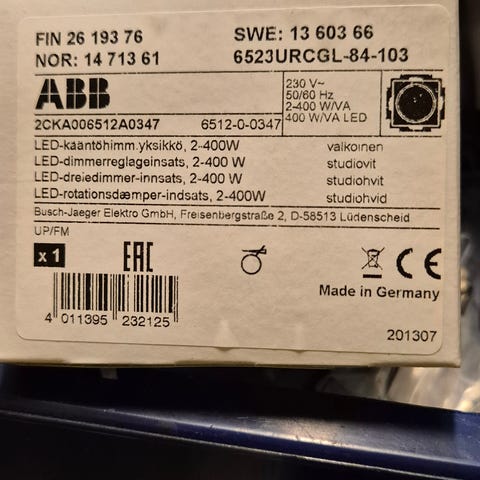 FIN 26 193 76 SWE: 13 603 66
NOR: 14 713 61 6523URCGL-84-103
ABB
230 V~
50/60 Hz
2-400 W/VA
400 W/VA LED
2CKA006512A0347 6512-0-0347
LED-kääntöhimm.yksikkö, 2-400W valkoinen
LED-dimmerreglageinsats, 2-400W studiovit
LED-dreiedimmer-innsats, 2-400W studiohvit
LED-rotationsdæmper-indsats, 2-400W studiohvid
Busch-Jaeger Elektro GmbH, Freisenbergstraße 2, D-58513 Lüdenscheid
UP/FM
x 1 EAC CE
Made in Germany
4 011395 232125
201307